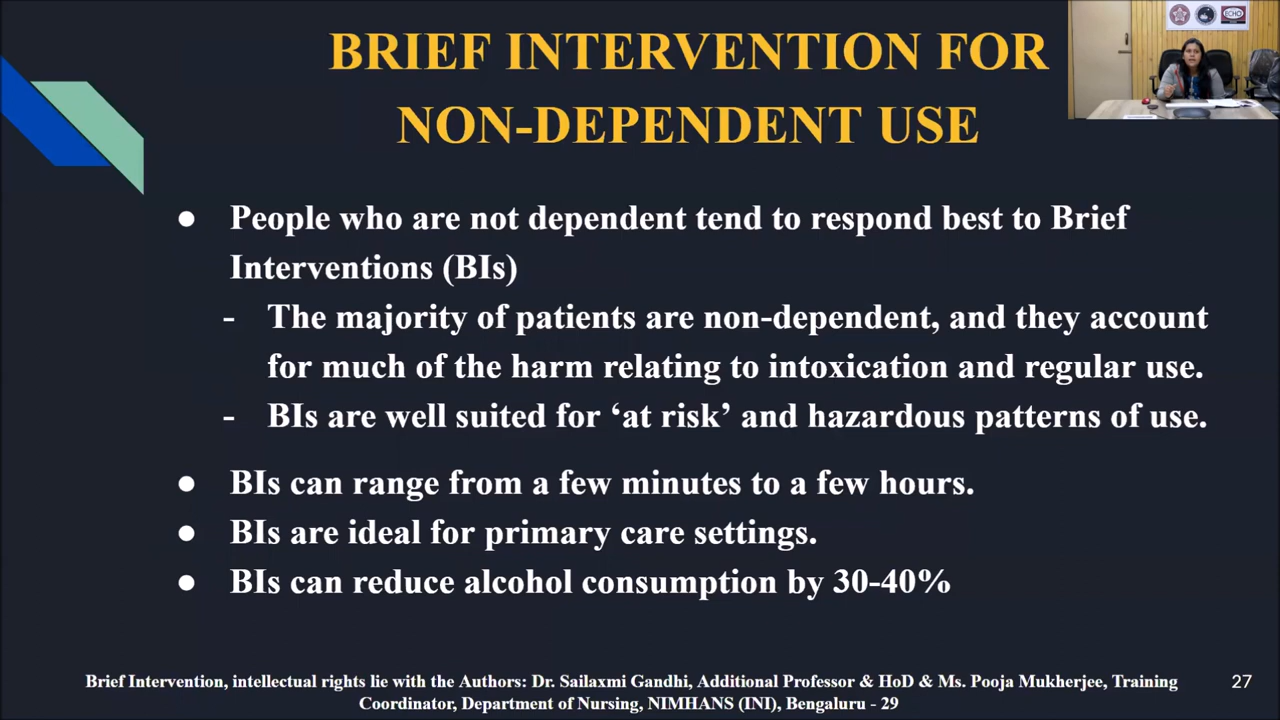 BRIEF INTERVENTION FOR
NON-DEPENDENT USE
● People who are not dependent tend to respond best to Brief
Interventions (BIs)
- The majority of patients are non-dependent, and they account
for much of the harm relating to intoxication and regular use.
- BIs are well suited for ‘at risk’ and hazardous patterns of use.
● BIs can range from a few minutes to a few hours.
● BIs are ideal for primary care settings.
● BIs can reduce alcohol consumption by 30-40%
Brief Intervention, intellectual rights lie with the Authors: Dr. Sailaxmi Gandhi, Additional Professor & HoD & Ms. Pooja Mukherjee, Training
Coordinator, Department of Nursing, NIMHANS (INI), Bengaluru - 29
27